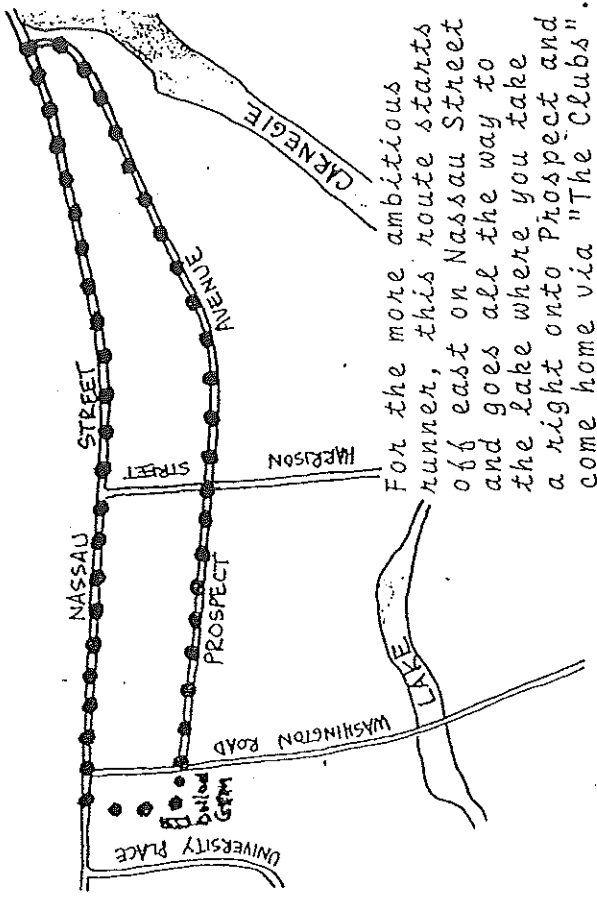 NASSAU STREET
STREET
HARRISON
AVENUE
PROSPECT
CARNEGIE
LAKE
WASHINGTON ROAD
UNIVERSITY PLACE
For the more ambitious
runner, this route starts
off east on Nassau Street
and goes all the way to
the lake where you take
a right onto Prospect and
come home via "The Clubs".